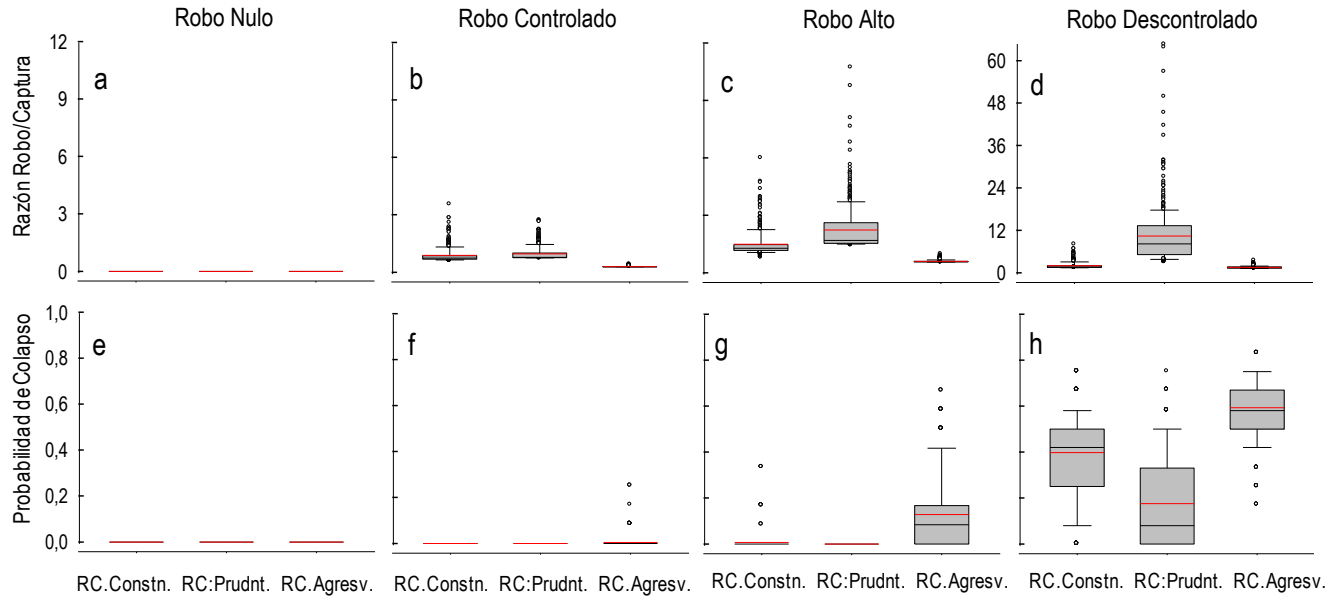 Robo Nulo
Robo Controlado
Robo Alto
Robo Descontrolado
Razón Robo/Captura
12
9
6
3
0
a
b
c
60
48
36
24
12
0
d
Probabilidad de Colapso
1,0
0,8
0,6
0,4
0,2
0,0
e
f
g
h
RC.Constn. RC:Prudnt. RC.Agresv.
RC.Constn. RC:Prudnt. RC.Agresv.
RC.Constn. RC:Prudnt. RC.Agresv.
RC.Constn. RC:Prudnt. RC.Agresv.